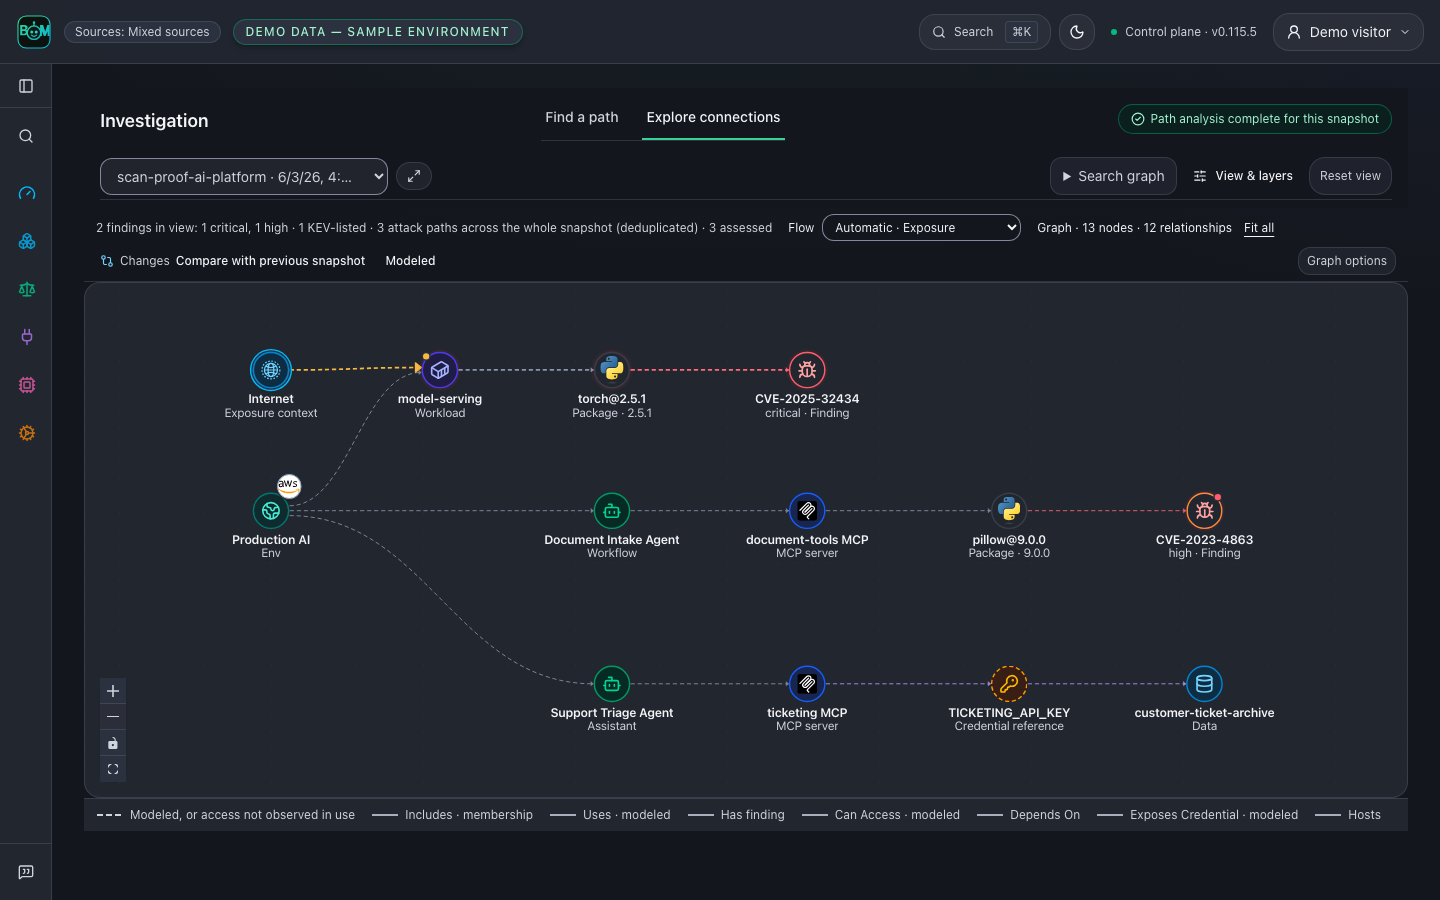 BOM
Sources: Mixed sources
DEMO DATA — SAMPLE ENVIRONMENT
Search ⌘K
Control plane · v0.115.5
Demo visitor
Investigation
Find a path
Explore connections
Path analysis complete for this snapshot
scan-proof-ai-platform · 6/3/26, 4:...
Search graph
View & layers
Reset view
2 findings in view: 1 critical, 1 high · 1 KEV-listed · 3 attack paths across the whole snapshot (deduplicated) · 3 assessed
Flow
Automatic · Exposure
Graph · 13 nodes · 12 relationships
Fit all
Changes
Compare with previous snapshot
Modeled
Graph options
Internet
Exposure context
model-serving
Workload
torch@2.5.1
Package · 2.5.1
CVE-2025-32434
critical · Finding
aws
Production AI
Env
Document Intake Agent
Workflow
document-tools MCP
MCP server
pillow@9.0.0
Package · 9.0.0
CVE-2023-4863
high · Finding
Support Triage Agent
Assistant
ticketing MCP
MCP server
TICKETING_API_KEY
Credential reference
customer-ticket-archive
Data
Modeled, or access not observed in use
Includes · membership
Uses · modeled
Has finding
Can Access · modeled
Depends On
Exposes Credential · modeled
Hosts